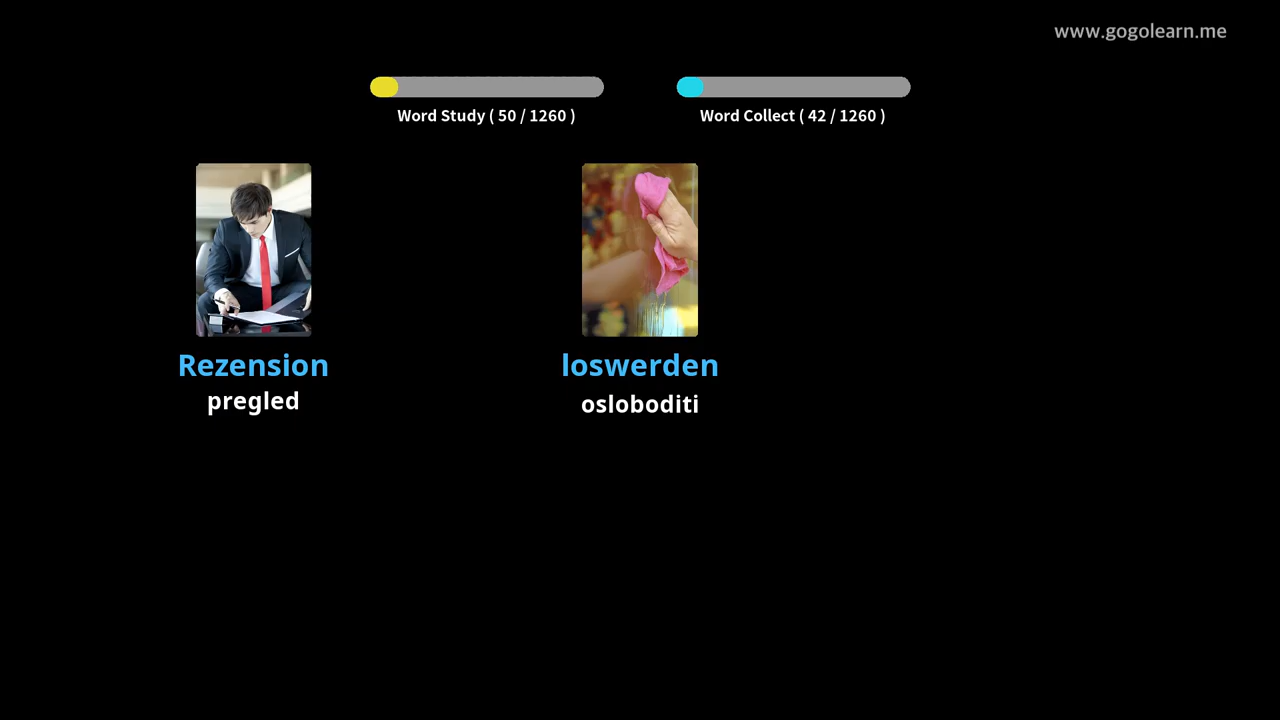 www.gogolearn.me
Word Study ( 50 / 1260 )
Word Collect ( 42 / 1260 )
Rezension
pregled
loswerden
osloboditi